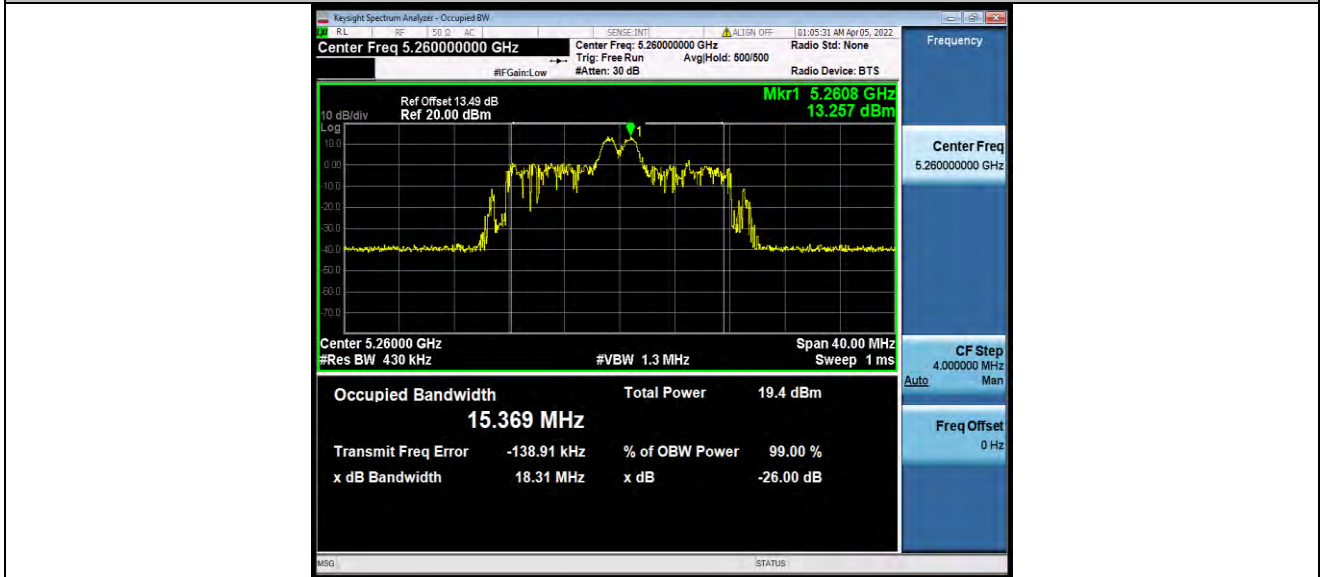 Keysight Spectrum Analyzer - Occupied BW
RL RF 50 Ω AC SENSE:INT ALIGN OFF 01:05:31 AM Apr 05, 2022
Center Freq 5.260000000 GHz
Center Freq: 5.260000000 GHz
Radio Std: None
Trig: Free Run Avg|Hold: 500/500
#IFGain:Low #Atten: 30 dB
Radio Device: BTS
Frequency
Mkr1 5.2608 GHz
13.257 dBm
Ref Offset 13.49 dB
10 dB/div Ref 20.00 dBm
Log
1
10.0
0.00
-10.0
-20.0
-30.0
-40.0
-50.0
-60.0
-70.0
Center 5.26000 GHz Span 40.00 MHz
#Res BW 430 kHz #VBW 1.3 MHz Sweep 1 ms
Center Freq
5.260000000 GHz
CF Step
4.000000 MHz
Auto Man
Freq Offset
0 Hz
Occupied Bandwidth Total Power 19.4 dBm
15.369 MHz
Transmit Freq Error -138.91 kHz % of OBW Power 99.00 %
x dB Bandwidth 18.31 MHz x dB -26.00 dB
MSG STATUS